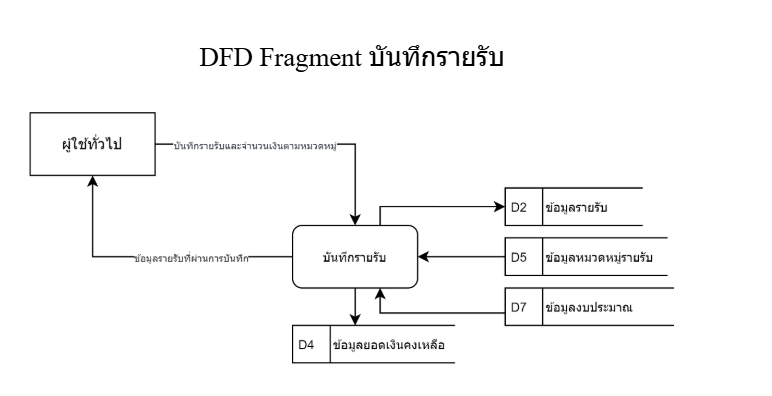 DFD Fragment บันทึกรายรับ
ผู้ใช้ทั่วไป
บันทึกรายรับและจำนวนเงินตามหมวดหมู่
D2 ข้อมูลรายรับ
ข้อมูลรายรับที่ผ่านการบันทึก
บันทึกรายรับ
D5 ข้อมูลหมวดหมู่รายรับ
D7 ข้อมูลงบประมาณ
D4 ข้อมูลยอดเงินคงเหลือ